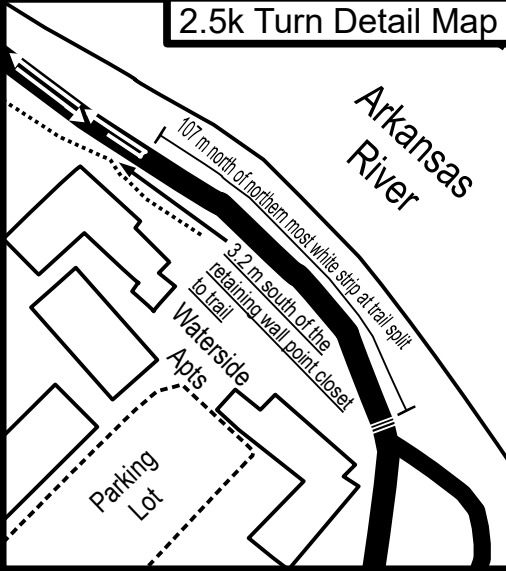 2.5k Turn Detail Map
Arkansas
River
107 m north of northern most white strip at trail split
3.2 m south of the
retaining wall point closet
to trail
Waterside
Apts
Parking
Lot